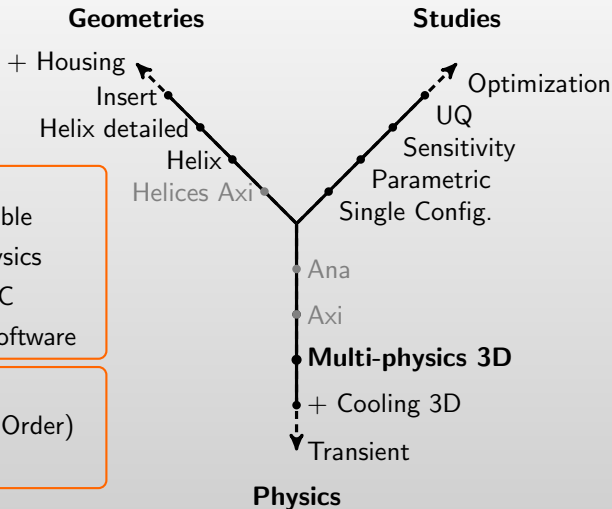 Geometries
Studies
+ Housing
Optimization
Insert
UQ
Helix detailed
Sensitivity
Helix
Parametric
Helices Axi
Single Config.
Ana
Axi
Multi-physics 3D
+ Cooling 3D
Transient
Physics
Order)